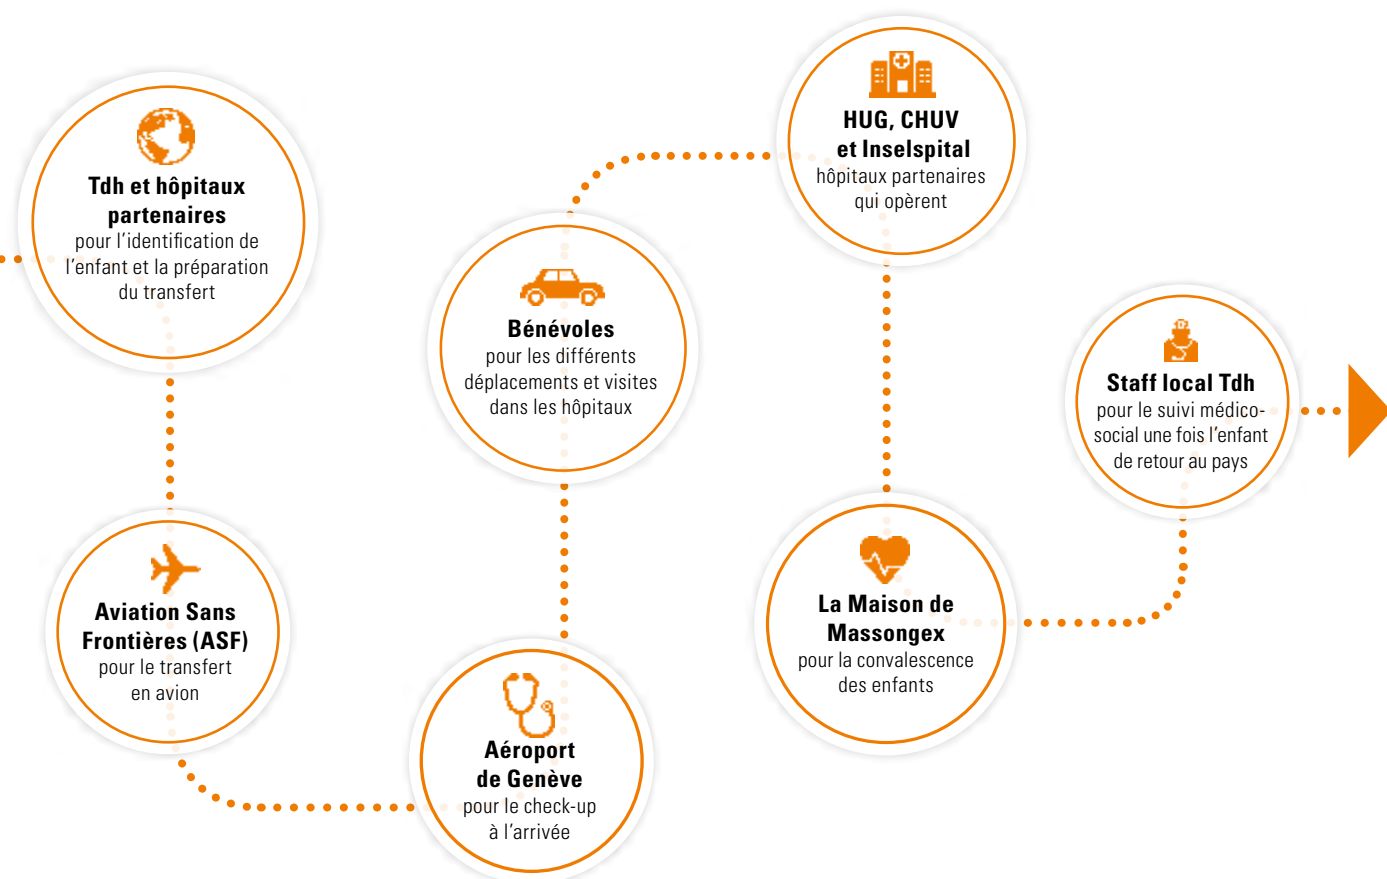 Tdh et hôpitaux
partenaires
pour l'identification de
l'enfant et la préparation
du transfert
Aviation Sans
Frontières (ASF)
pour le transfert
en avion
Aéroport
de Genève
pour le check-up
à l'arrivée
Bénévoles
pour les différents
déplacements et visites
dans les hôpitaux
HUG, CHUV
et Inselspital
hôpitaux partenaires
qui opèrent
La Maison de
Massongex
pour la convalescence
des enfants
Staff local Tdh
pour le suivi médico-
social une fois l'enfant
de retour au pays